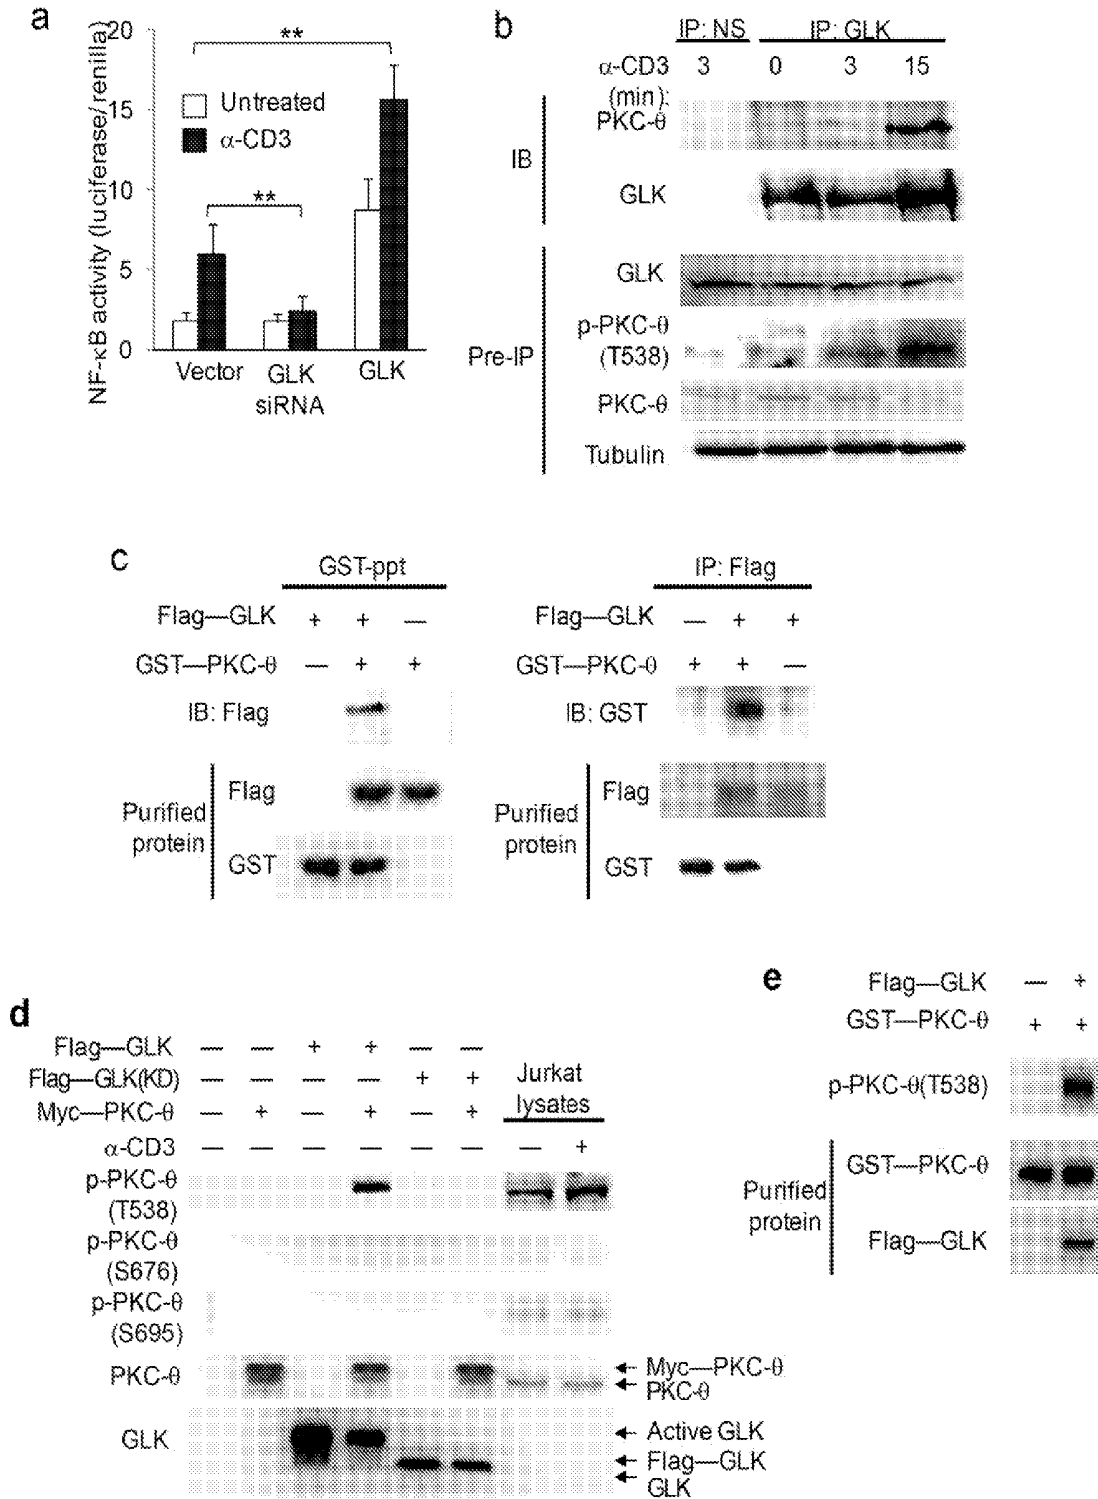 a
NF-κB activity (luciferase/renilla)
20
15
10
5
0
**
**
Untreated
α-CD3
Vector
GLK siRNA
GLK
b
IP: NS
IP: GLK
α-CD3 (min):
3 0 3 15
IB
PKC-θ
GLK
Pre-IP
GLK
p-PKC-θ
(T538)
PKC-θ
Tubulin
c
GST-ppt
Flag—GLK + + —
GST—PKC-θ — + +
IB: Flag
Purified protein
Flag
GST
IP: Flag
Flag—GLK — + +
GST—PKC-θ + + —
IB: GST
Purified protein
Flag
GST
d
Flag—GLK — — + + — —
Flag—GLK(KD) — — — — + +
Myc—PKC-θ — + — + — +
Jurkat
lysates
α-CD3 — — — — — — — +
p-PKC-θ
(T538)
p-PKC-θ
(S676)
p-PKC-θ
(S695)
PKC-θ
← Myc—PKC-θ
← PKC-θ
GLK
← Active GLK
← Flag—GLK
← GLK
e
Flag—GLK — +
GST—PKC-θ + +
p-PKC-θ(T538)
Purified
protein
GST—PKC-θ
Flag—GLK